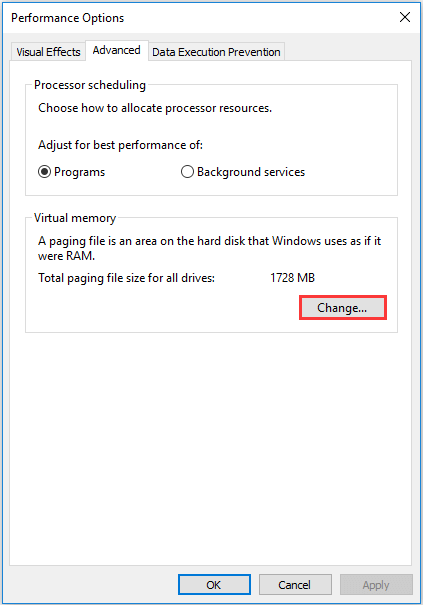 Performance Options
Visual Effects Advanced Data Execution Prevention
Processor scheduling
Choose how to allocate processor resources.
Adjust for best performance of:
Programs Background services
Virtual memory
A paging file is an area on the hard disk that Windows uses as if it
were RAM.
Total paging file size for all drives: 1728 MB
Change...
OK Cancel Apply